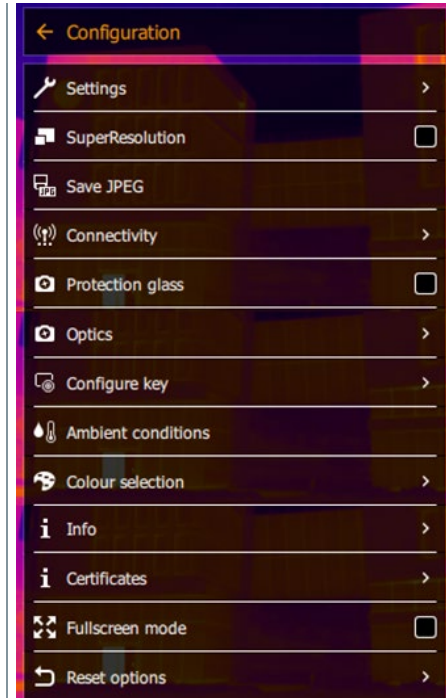 Configuration
Settings
SuperResolution
JPG Save JPEG
Connectivity
Protection glass
Optics
Configure key
Ambient conditions
Colour selection
Info
Certificates
Fullscreen mode
Reset options